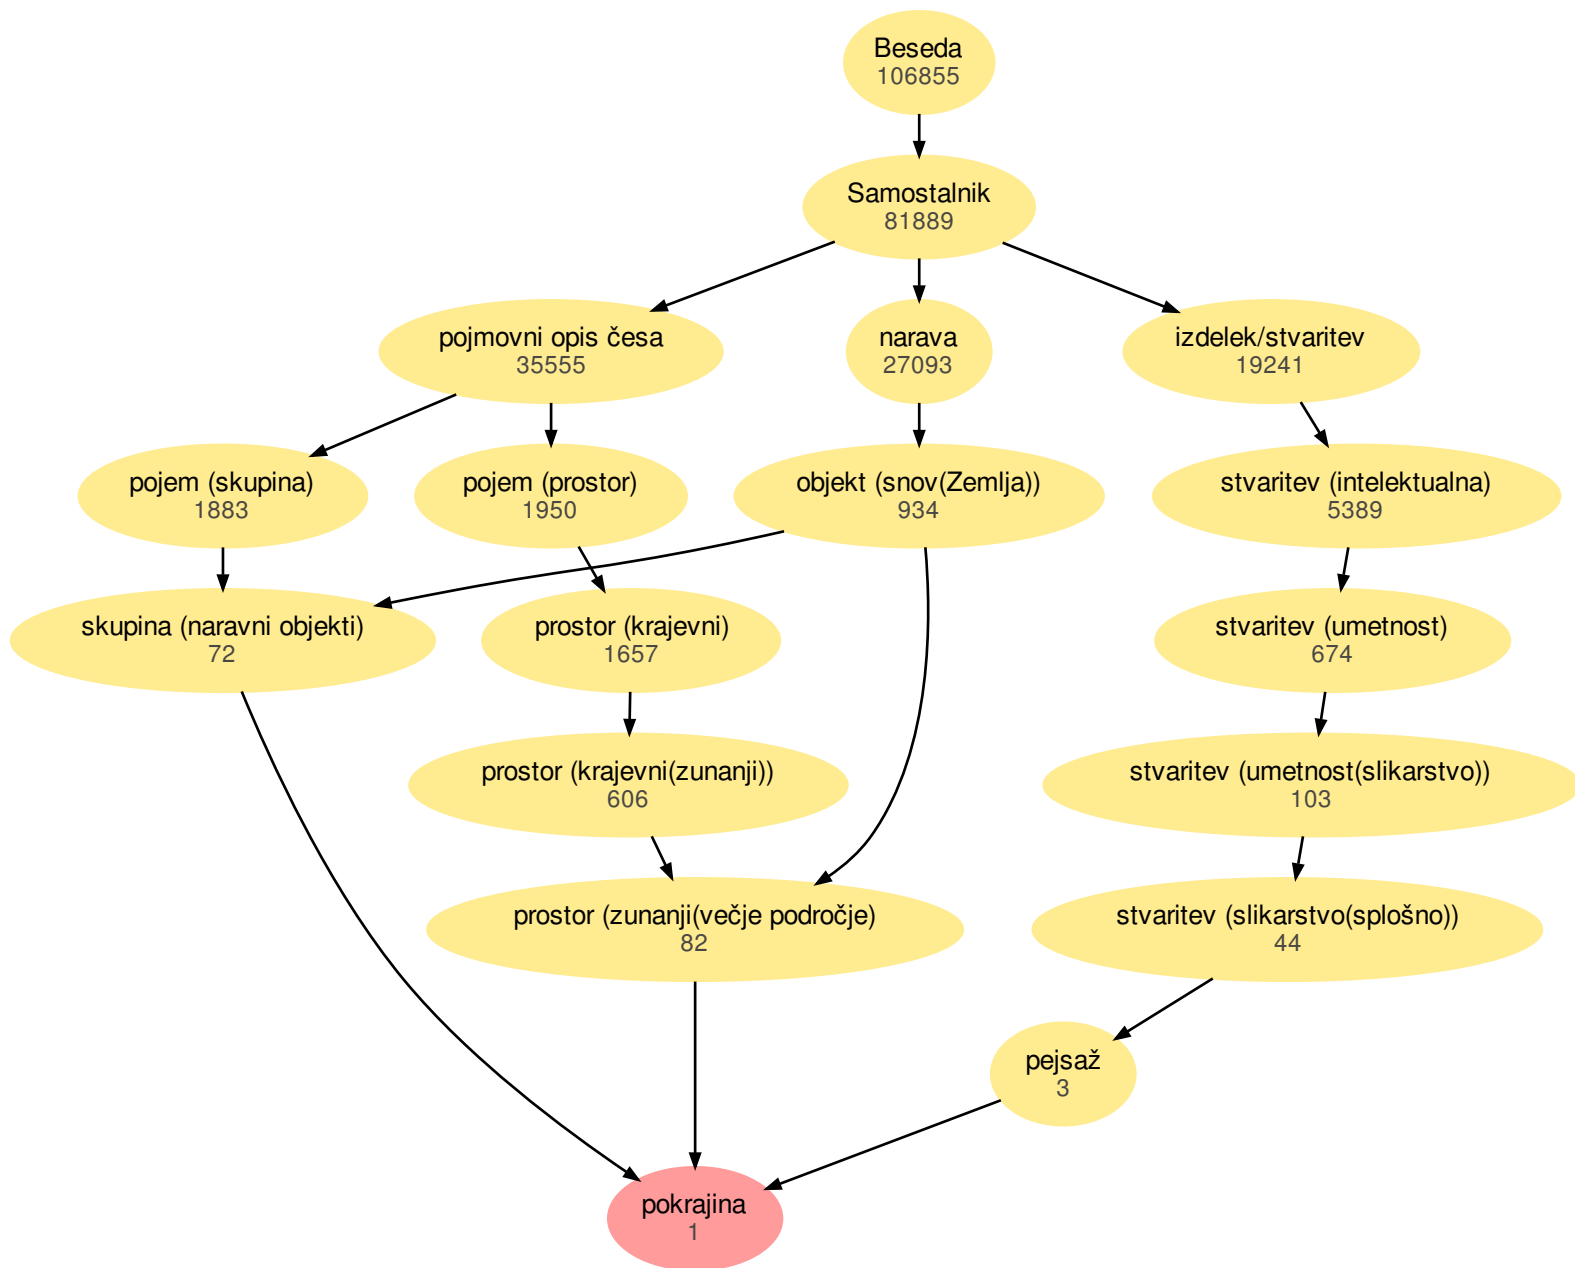 Beseda
106855
Samostalnik
81889
pojmovni opis česa
35555
narava
27093
izdelek/stvaritev
19241
pojem (skupina)
1883
pojem (prostor)
1950
objekt (snov(Zemlja))
934
stvaritev (intelektualna)
5389
skupina (naravni objekti)
72
prostor (krajevni)
1657
stvaritev (umetnost)
674
prostor (krajevni(zunanji))
606
stvaritev (umetnost(slikarstvo))
103
prostor (zunanji(večje področje)
82
stvaritev (slikarstvo(splošno))
44
pejsaž
3
pokrajina
1